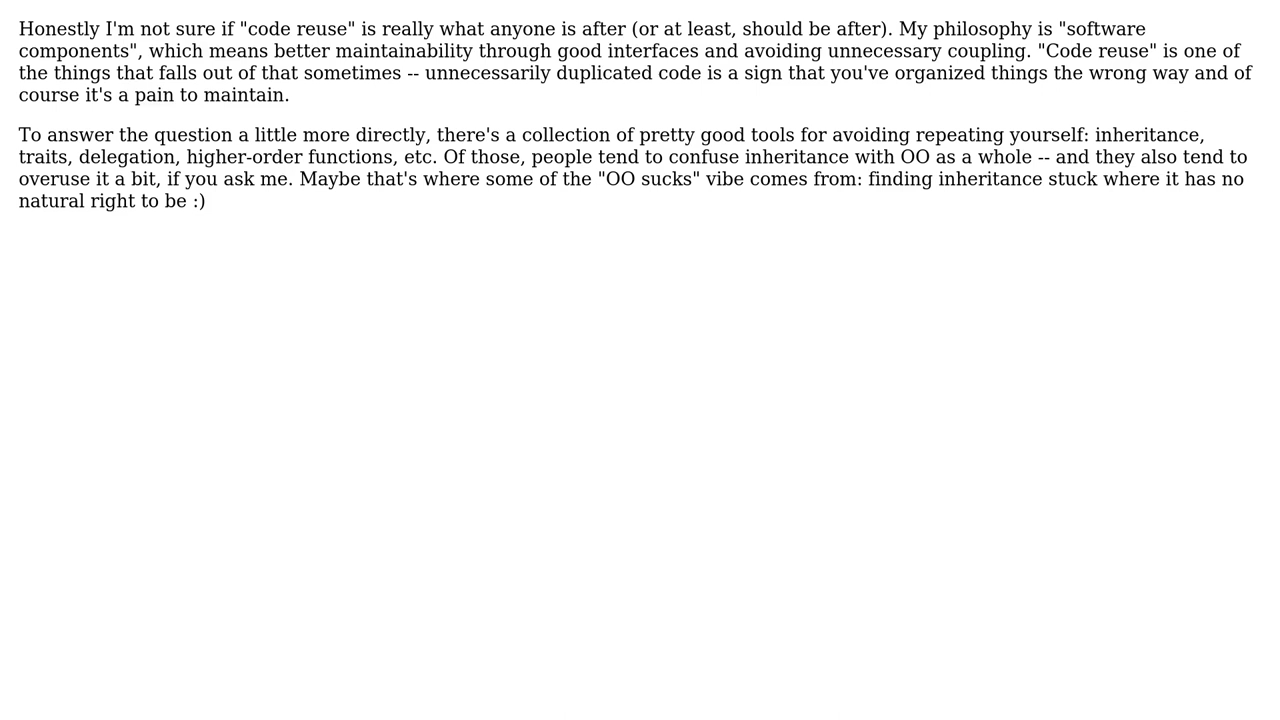 Honestly I'm not sure if "code reuse" is really what anyone is after (or at least, should be after). My philosophy is "software
components", which means better maintainability through good interfaces and avoiding unnecessary coupling. "Code reuse" is one of
the things that falls out of that sometimes -- unnecessarily duplicated code is a sign that you've organized things the wrong way and of
course it's a pain to maintain.
To answer the question a little more directly, there's a collection of pretty good tools for avoiding repeating yourself: inheritance,
traits, delegation, higher-order functions, etc. Of those, people tend to confuse inheritance with OO as a whole -- and they also tend to
overuse it a bit, if you ask me. Maybe that's where some of the "OO sucks" vibe comes from: finding inheritance stuck where it has no
natural right to be :)